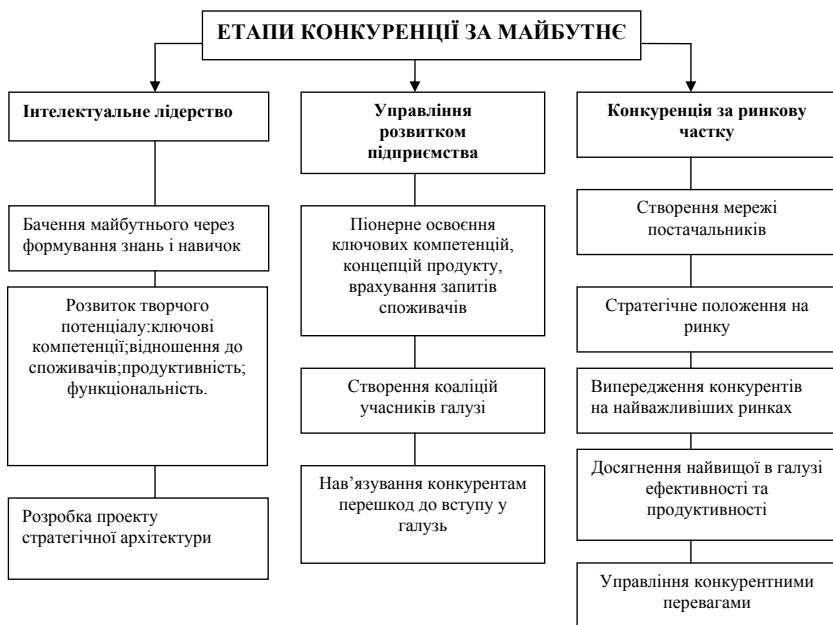 ЕТАПИ КОНКУРЕНЦІЇ ЗА МАЙБУТНЄ
Інтелектуальне лідерство
Бачення майбутнього через
формування знань і навичок
Розвиток творчого
потенціалу:ключові
компетенції;відношення до
споживачів;продуктивність;
функціональність.
Розробка проекту
стратегічної архітектури
Управління
розвитком
підприємства
Піонерне освоєння
ключових компетенцій,
концепцій продукту,
врахування запитів
споживачів
Створення коаліцій
учасників галузі
Нав’язування конкурентам
перешкод до вступу у
галузь
Конкуренція за ринкову
частку
Створення мережі
постачальників
Стратегічне положення на
ринку
Випередження конкурентів
на найважливіших ринках
Досягнення найвищої в галузі
ефективності та
продуктивності
Управління конкурентними
перевагами